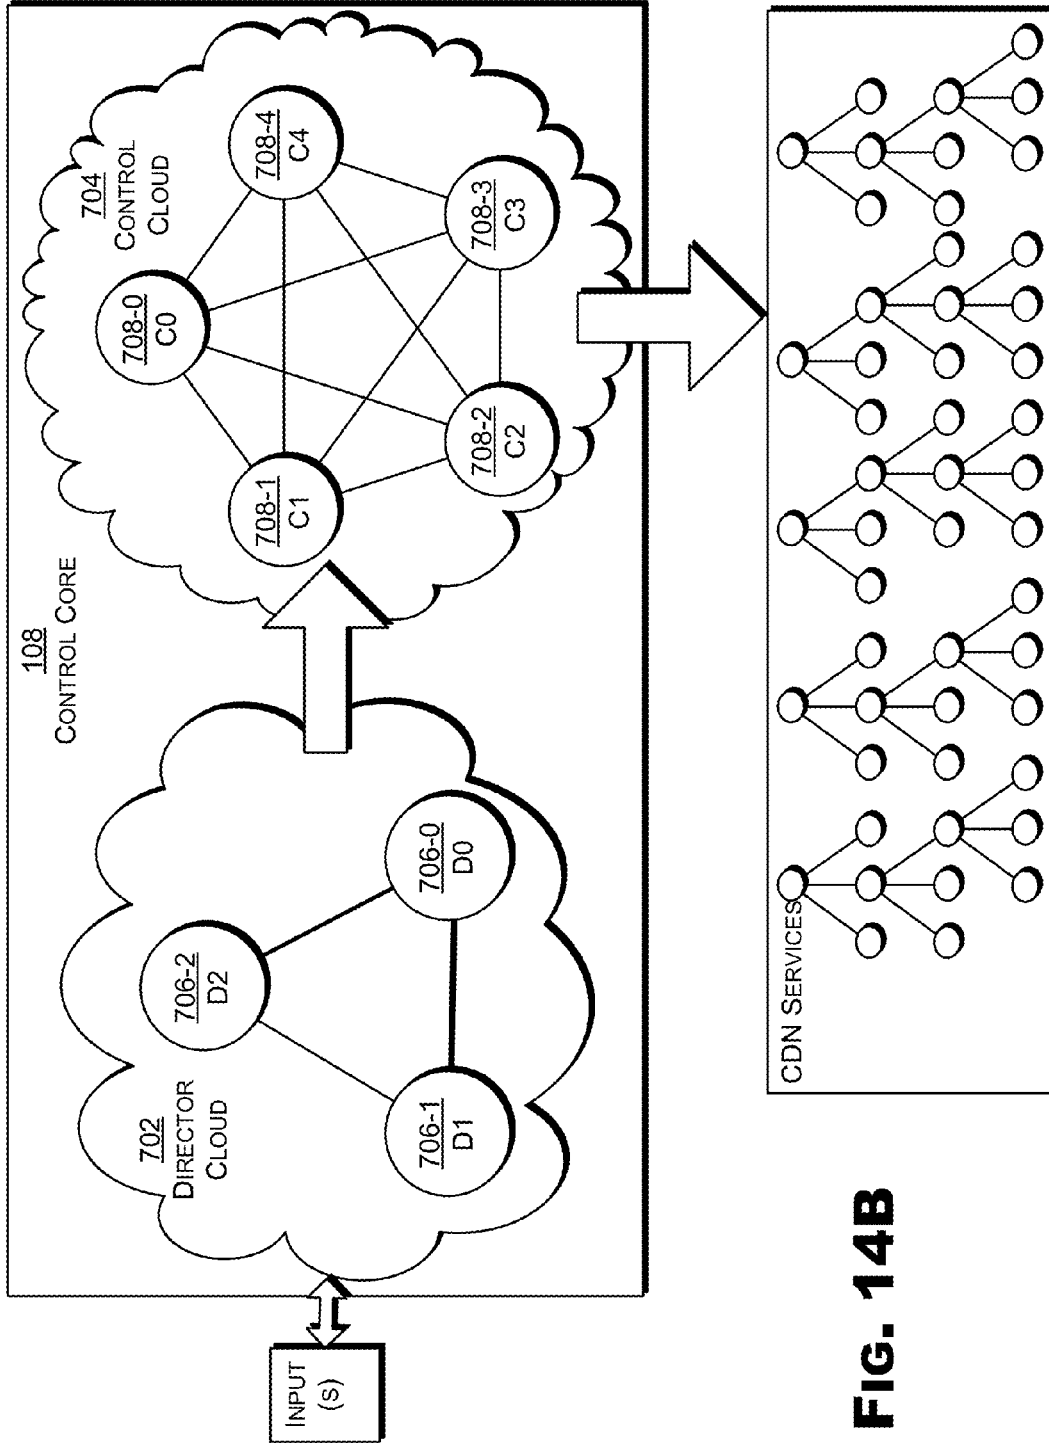 108
CONTROL CORE
702
DIRECTOR
CLOUD
706-2
D2
706-1
D1
706-0
D0
704
CONTROL
CLOUD
708-0
C0
708-1
C1
708-4
C4
708-2
C2
708-3
C3
INPUT
(S)
CDN SERVICES
FIG. 14B